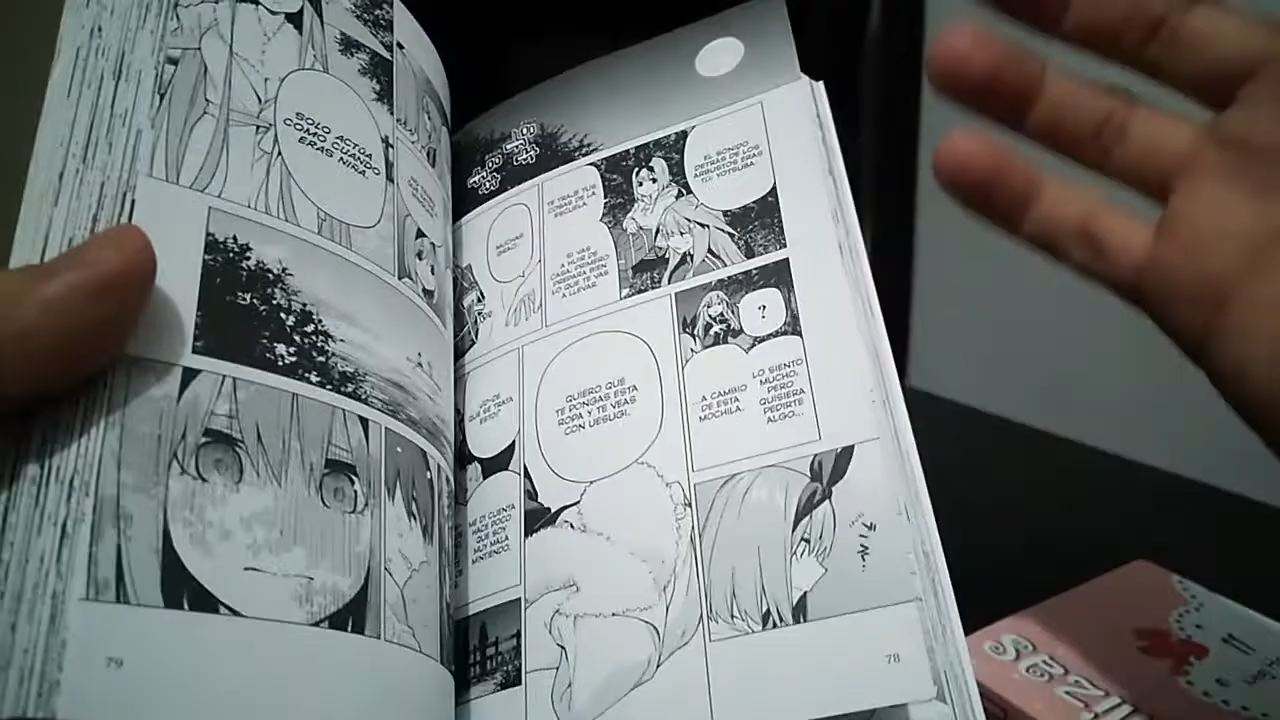 EL SONIDO
DETRÁS DE LOS
ARBUSTOS ERAS
TÚ, YOTSUBA.
TE TRAJE TUS
COSAS DE LA
ESCUELA.
SI VAS
A HUIR DE
CASA, PRIMERO
PREPARA BIEN
LO QUE TE VAS
A LLEVAR.
MUCHAS
GRAC...
?
LO SIENTO
MUCHO,
PERO
QUISIERA
PEDIRTE
ALGO...
...A CAMBIO
DE ESTA
MOCHILA.
QUIERO QUE
TE PONGAS ESTA
ROPA Y TE VEAS
CON UESUGI.
¿D-DE
QUÉ SE TRATA
ESTO?
ME DI CUENTA
HACE POCO
QUE SOY
MUY MALA
MINTIENDO.
78
SOLO ACTÚA
COMO CUANDO
ERAS NIÑA.
79